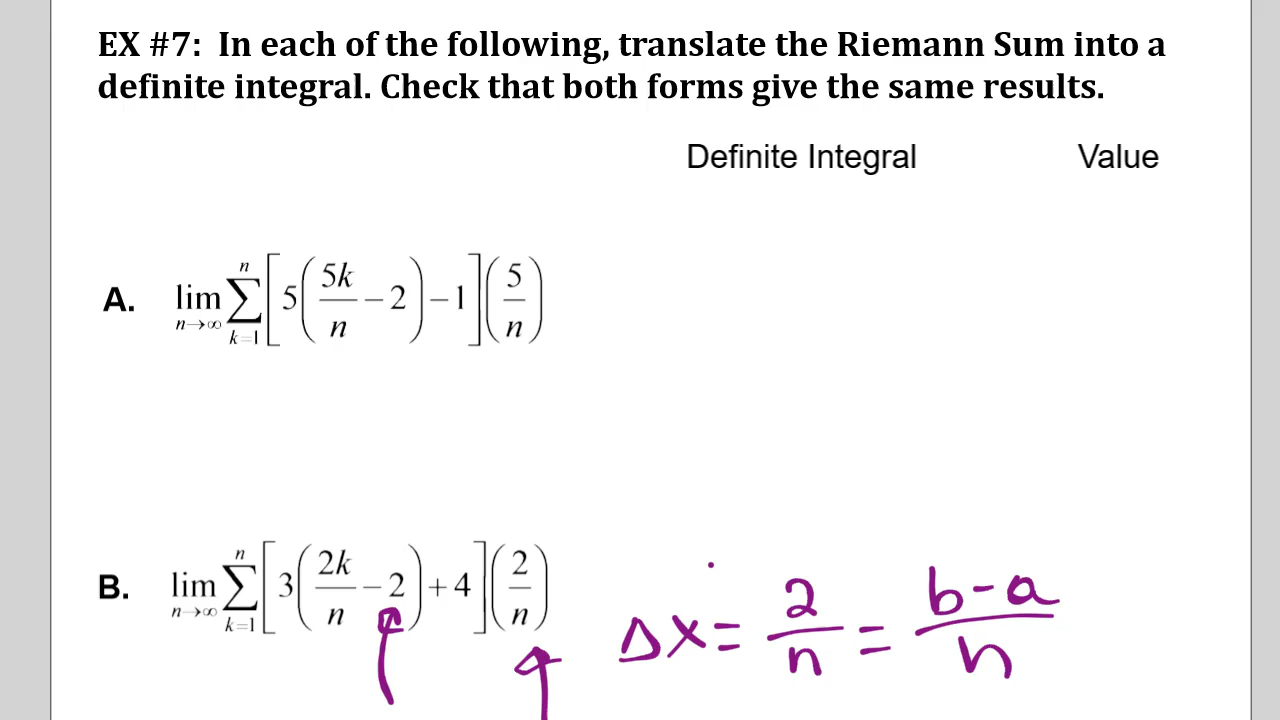 EX #7: In each of the following, translate the Riemann Sum into a
definite integral. Check that both forms give the same results.
Definite Integral Value
A. lim n→∞ ∑ k=1 n [5(5k/n − 2) − 1](5/n)
B. lim n→∞ ∑ k=1 n [3(2k/n − 2) + 4](2/n)
Δx = 2/n = b-a/n